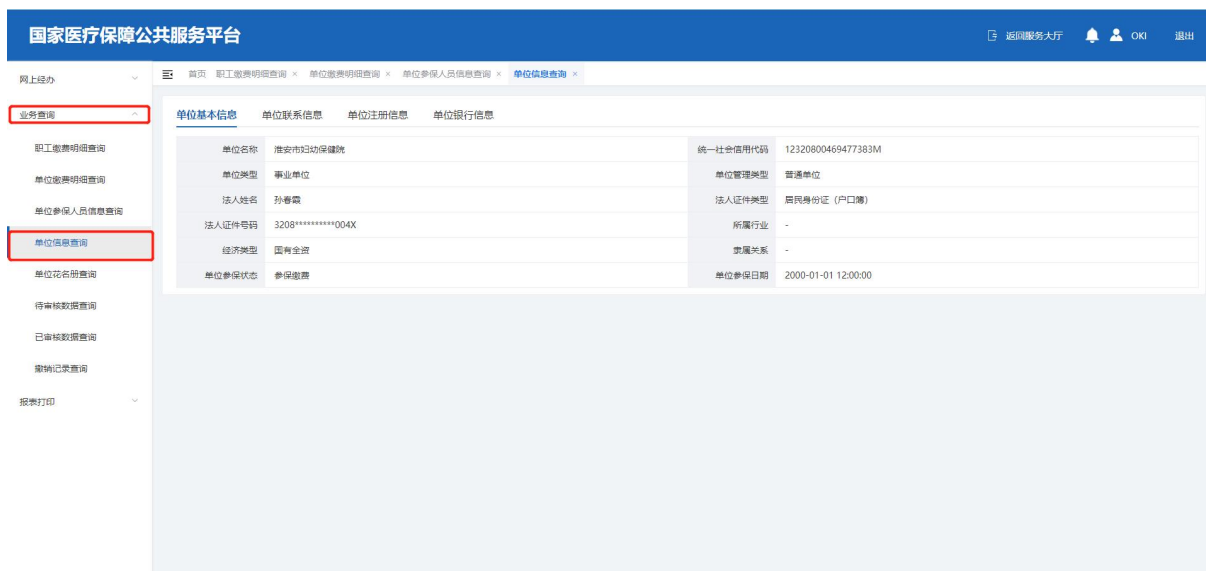 国家医疗保障公共服务平台
返回服务大厅 OKI 退出
网上经办
首页 职工缴费明细查询 × 单位缴费明细查询 × 单位参保人员信息查询 × 单位信息查询 ×
业务查询
职工缴费明细查询
单位缴费明细查询
单位参保人员信息查询
单位信息查询
单位花名册查询
待审核数据查询
已审核数据查询
撤销记录查询
报表打印
单位基本信息 单位联系信息 单位注册信息 单位银行信息
单位名称 淮安市妇幼保健院 统一社会信用代码 12320800469477383M
单位类型 事业单位 单位管理类型 普通单位
法人姓名 孙春霞 法人证件类型 居民身份证（户口簿）
法人证件号码 3208**********004X 所属行业 -
经济类型 国有全资 隶属关系 -
单位参保状态 参保缴费 单位参保日期 2000-01-01 12:00:00